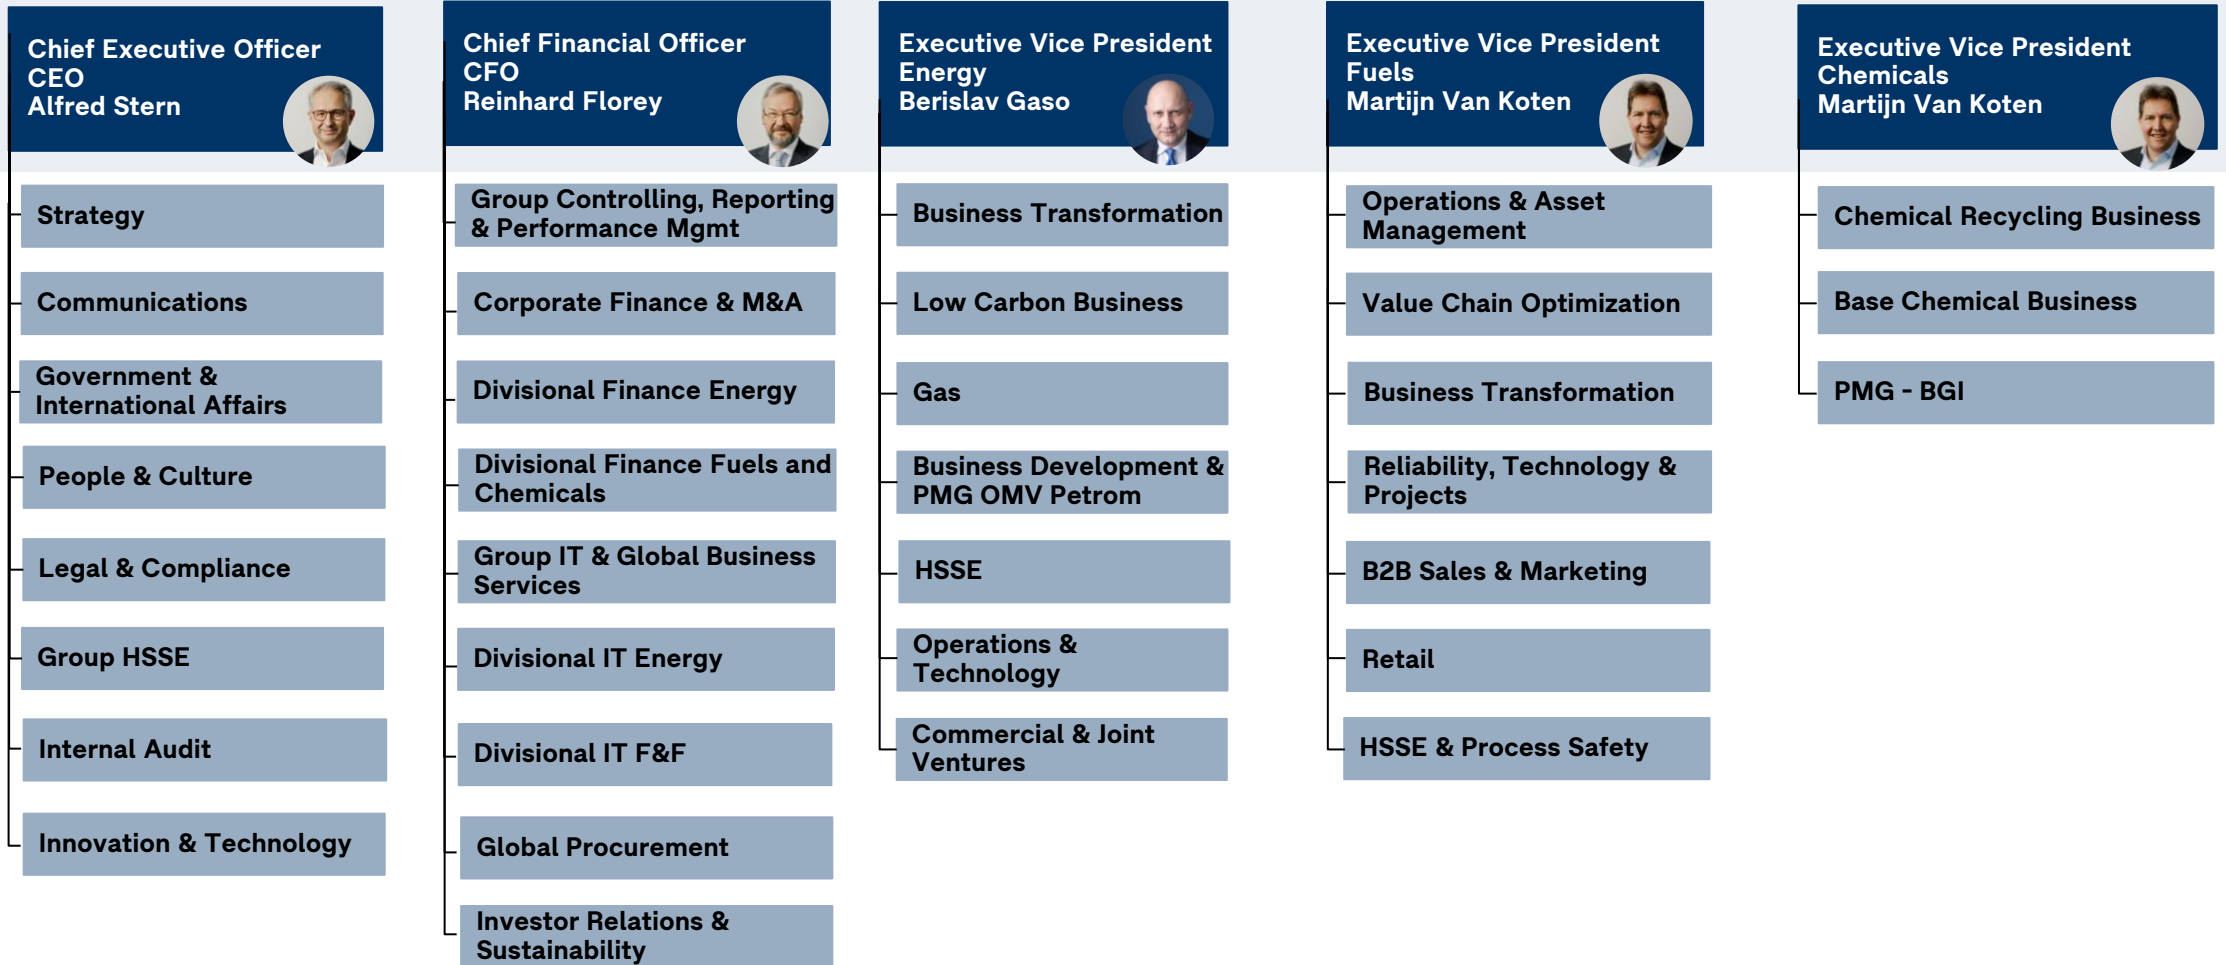 Chief Executive Officer
CEO
Alfred Stern
Strategy
Communications
Government &
International Affairs
People & Culture
Legal & Compliance
Group HSSE
Internal Audit
Innovation & Technology
Chief Financial Officer
CFO
Reinhard Florey
Group Controlling, Reporting
& Performance Mgmt
Corporate Finance & M&A
Divisional Finance Energy
Divisional Finance Fuels and
Chemicals
Group IT & Global Business
Services
Divisional IT Energy
Divisional IT F&F
Global Procurement
Investor Relations &
Sustainability
Executive Vice President
Energy
Berislav Gaso
Business Transformation
Low Carbon Business
Gas
Business Development &
PMG OMV Petrom
HSSE
Operations &
Technology
Commercial & Joint
Ventures
Executive Vice President
Fuels
Martijn Van Koten
Operations & Asset
Management
Value Chain Optimization
Business Transformation
Reliability, Technology &
Projects
B2B Sales & Marketing
Retail
HSSE & Process Safety
Executive Vice President
Chemicals
Martijn Van Koten
Chemical Recycling Business
Base Chemical Business
PMG - BGI